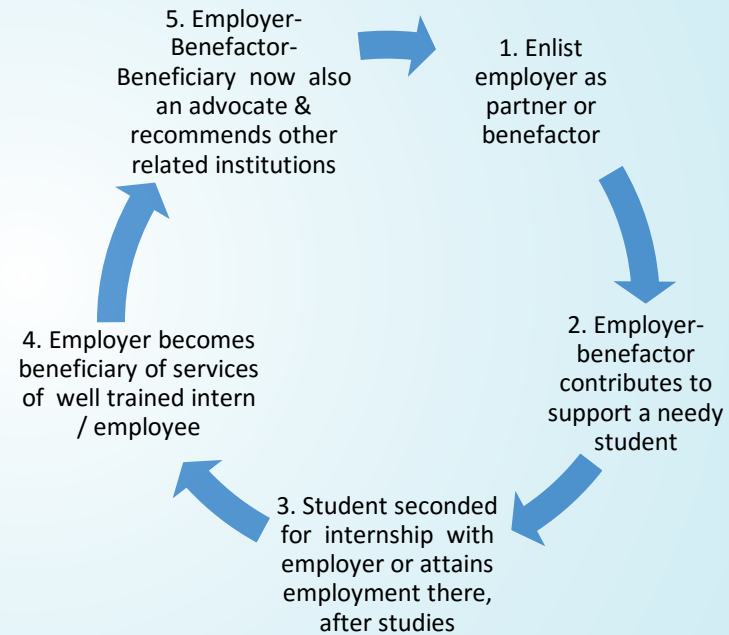 5. Employer-
Benefactor-
Beneficiary now also
an advocate &
recommends other
related institutions
1. Enlist
employer as
partner or
benefactor
2. Employer-
benefactor
contributes to
support a needy
student
3. Student seconded
for internship with
employer or attains
employment there,
after studies
4. Employer becomes
beneficiary of services
of well trained intern
/ employee